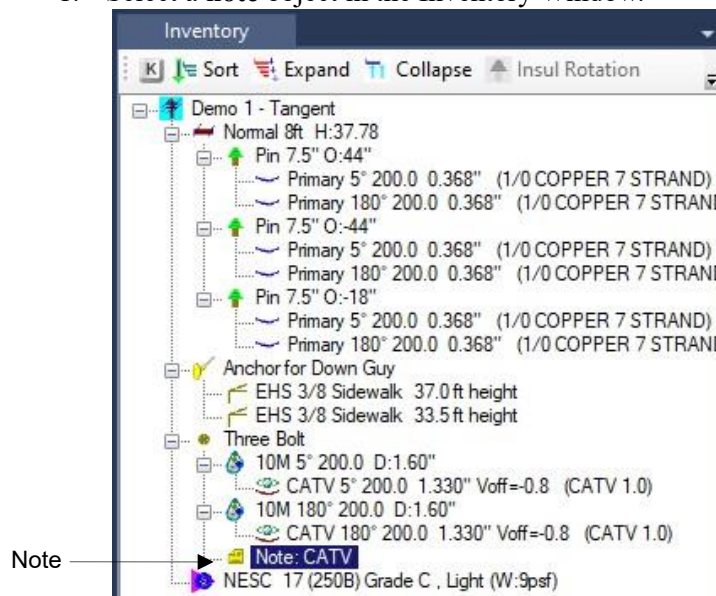 1. Select a note object in the Inventory Window.
Inventory
K Sort Expand Collapse Insul Rotation
Demo 1 - Tangent
Normal 8ft H:37.78
Pin 7.5" O:44"
Primary 5° 200.0 0.368" (1/0 COPPER 7 STRAND)
Primary 180° 200.0 0.368" (1/0 COPPER 7 STRAN
Pin 7.5" O:-44"
Primary 5° 200.0 0.368" (1/0 COPPER 7 STRAND)
Primary 180° 200.0 0.368" (1/0 COPPER 7 STRAN
Pin 7.5" O:-18"
Primary 5° 200.0 0.368" (1/0 COPPER 7 STRAND)
Primary 180° 200.0 0.368" (1/0 COPPER 7 STRAN
Anchor for Down Guy
EHS 3/8 Sidewalk 37.0 ft height
EHS 3/8 Sidewalk 33.5 ft height
Three Bolt
10M 5° 200.0 D:1.60"
CATV 5° 200.0 1.330" Voff=-0.8 (CATV 1.0)
10M 180° 200.0 D:1.60"
CATV 180° 200.0 1.330" Voff=-0.8 (CATV 1.0)
Note Note: CATV
NESC 17 (250B) Grade C , Light (W:9psf)